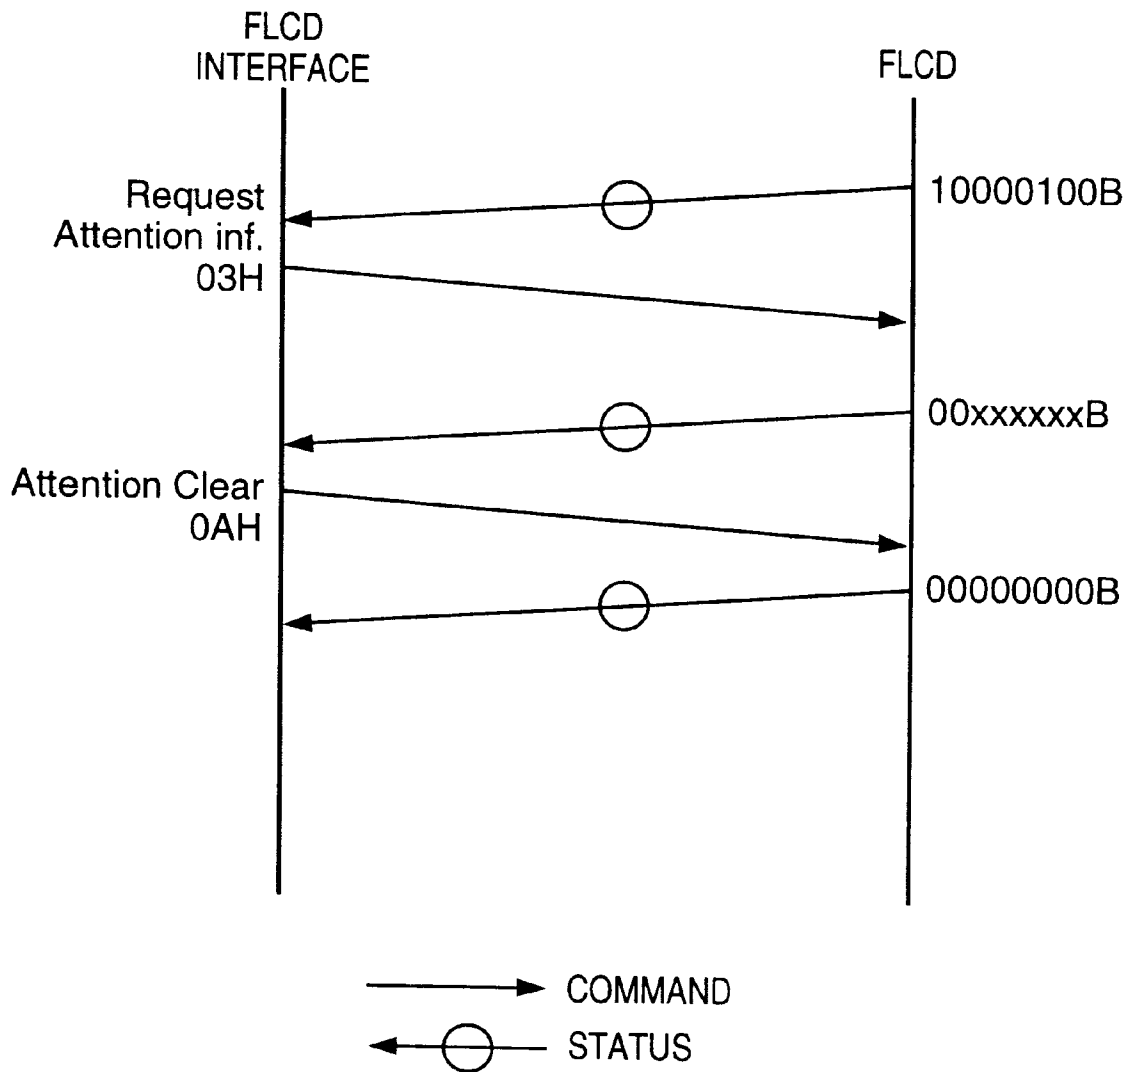 FLCD
INTERFACE
FLCD
Request
Attention inf.
03H
10000100B
00xxxxxxB
Attention Clear
0AH
00000000B
COMMAND
STATUS